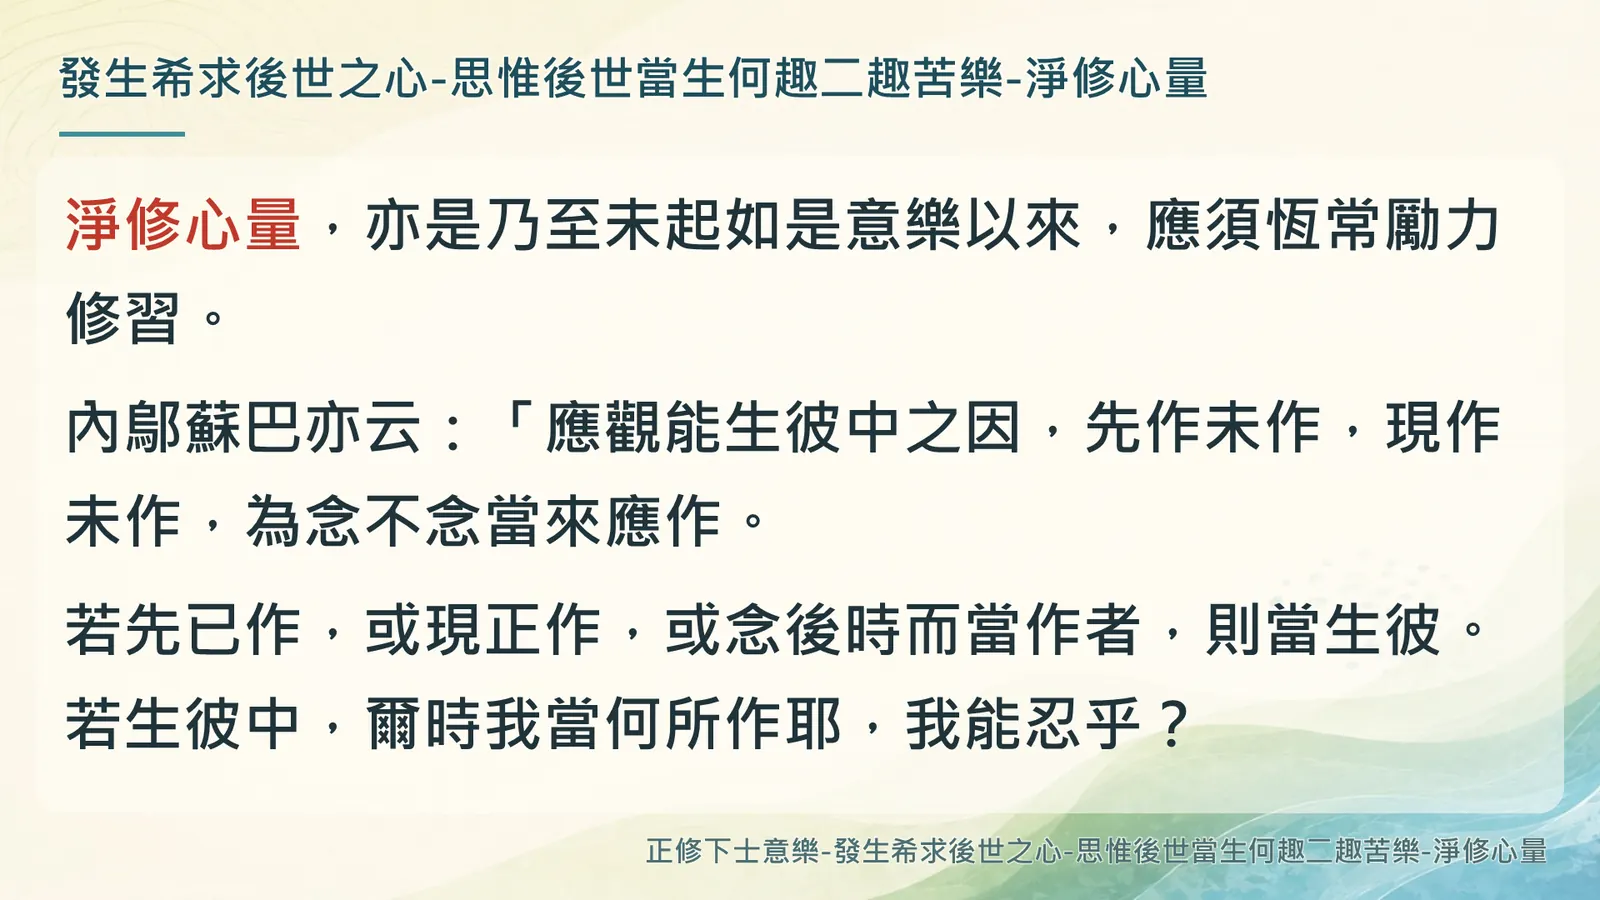 發生希求後世之心-思惟後世當生何趣二趣苦樂-淨修心量
淨修心量，亦是乃至未起如是意樂以來，應須恆常勵力
修習。
內鄔蘇巴亦云：「應觀能生彼中之因，先作未作，現作
未作，為念不念當來應作。
若先已作，或現正作，或念後時而當作者，則當生彼。
若生彼中，爾時我當何所作耶，我能忍乎？
正修下士意樂-發生希求後世之心-思惟後世當生何趣二趣苦樂-淨修心量